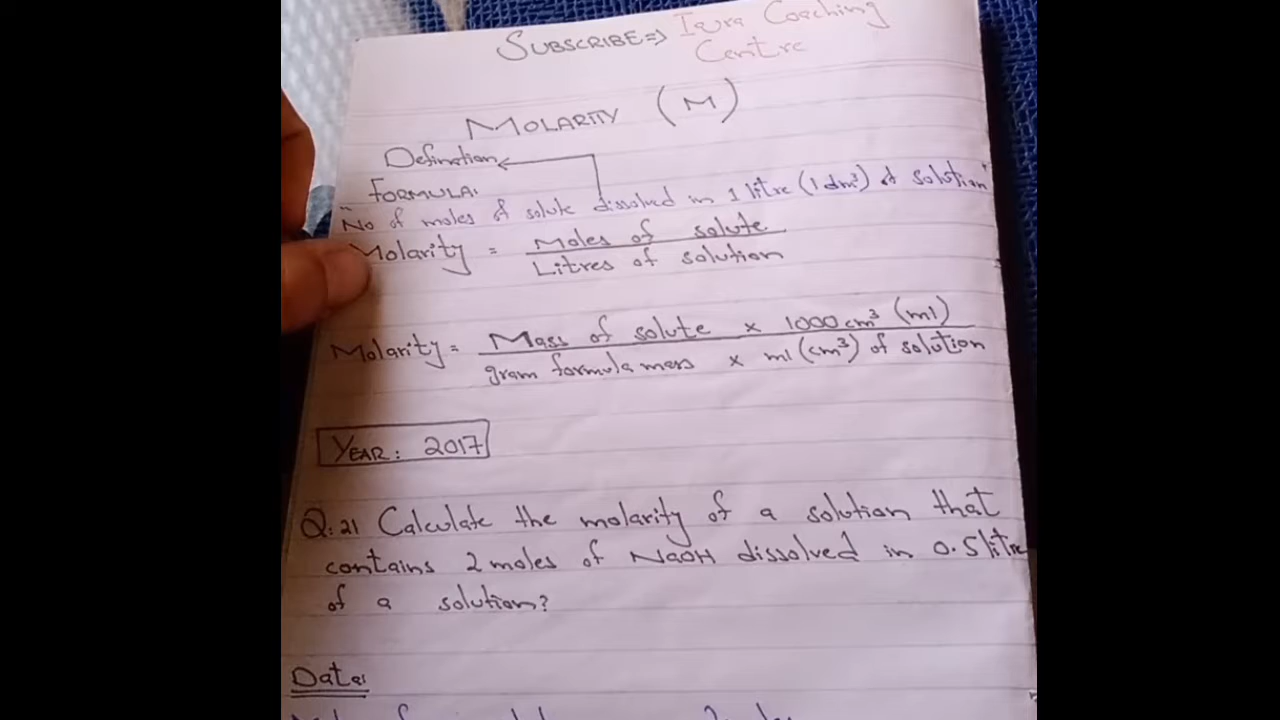 SUBSCRIBE⇒ Iqra Coaching
Centre
MOLARITY (M)
Definition
FORMULA:
"No of moles of solute dissolved in 1 litre (1 dm³) of solution"
Molarity = Moles of solute
Litres of solution
Molarity = Mass of solute × 1000 cm³ (ml)
gram formula mass × ml (cm³) of solution
YEAR: 2017
Q:21 Calculate the molarity of a solution that
contains 2 moles of NaOH dissolved in 0.5 litre
of a solution?
Data: